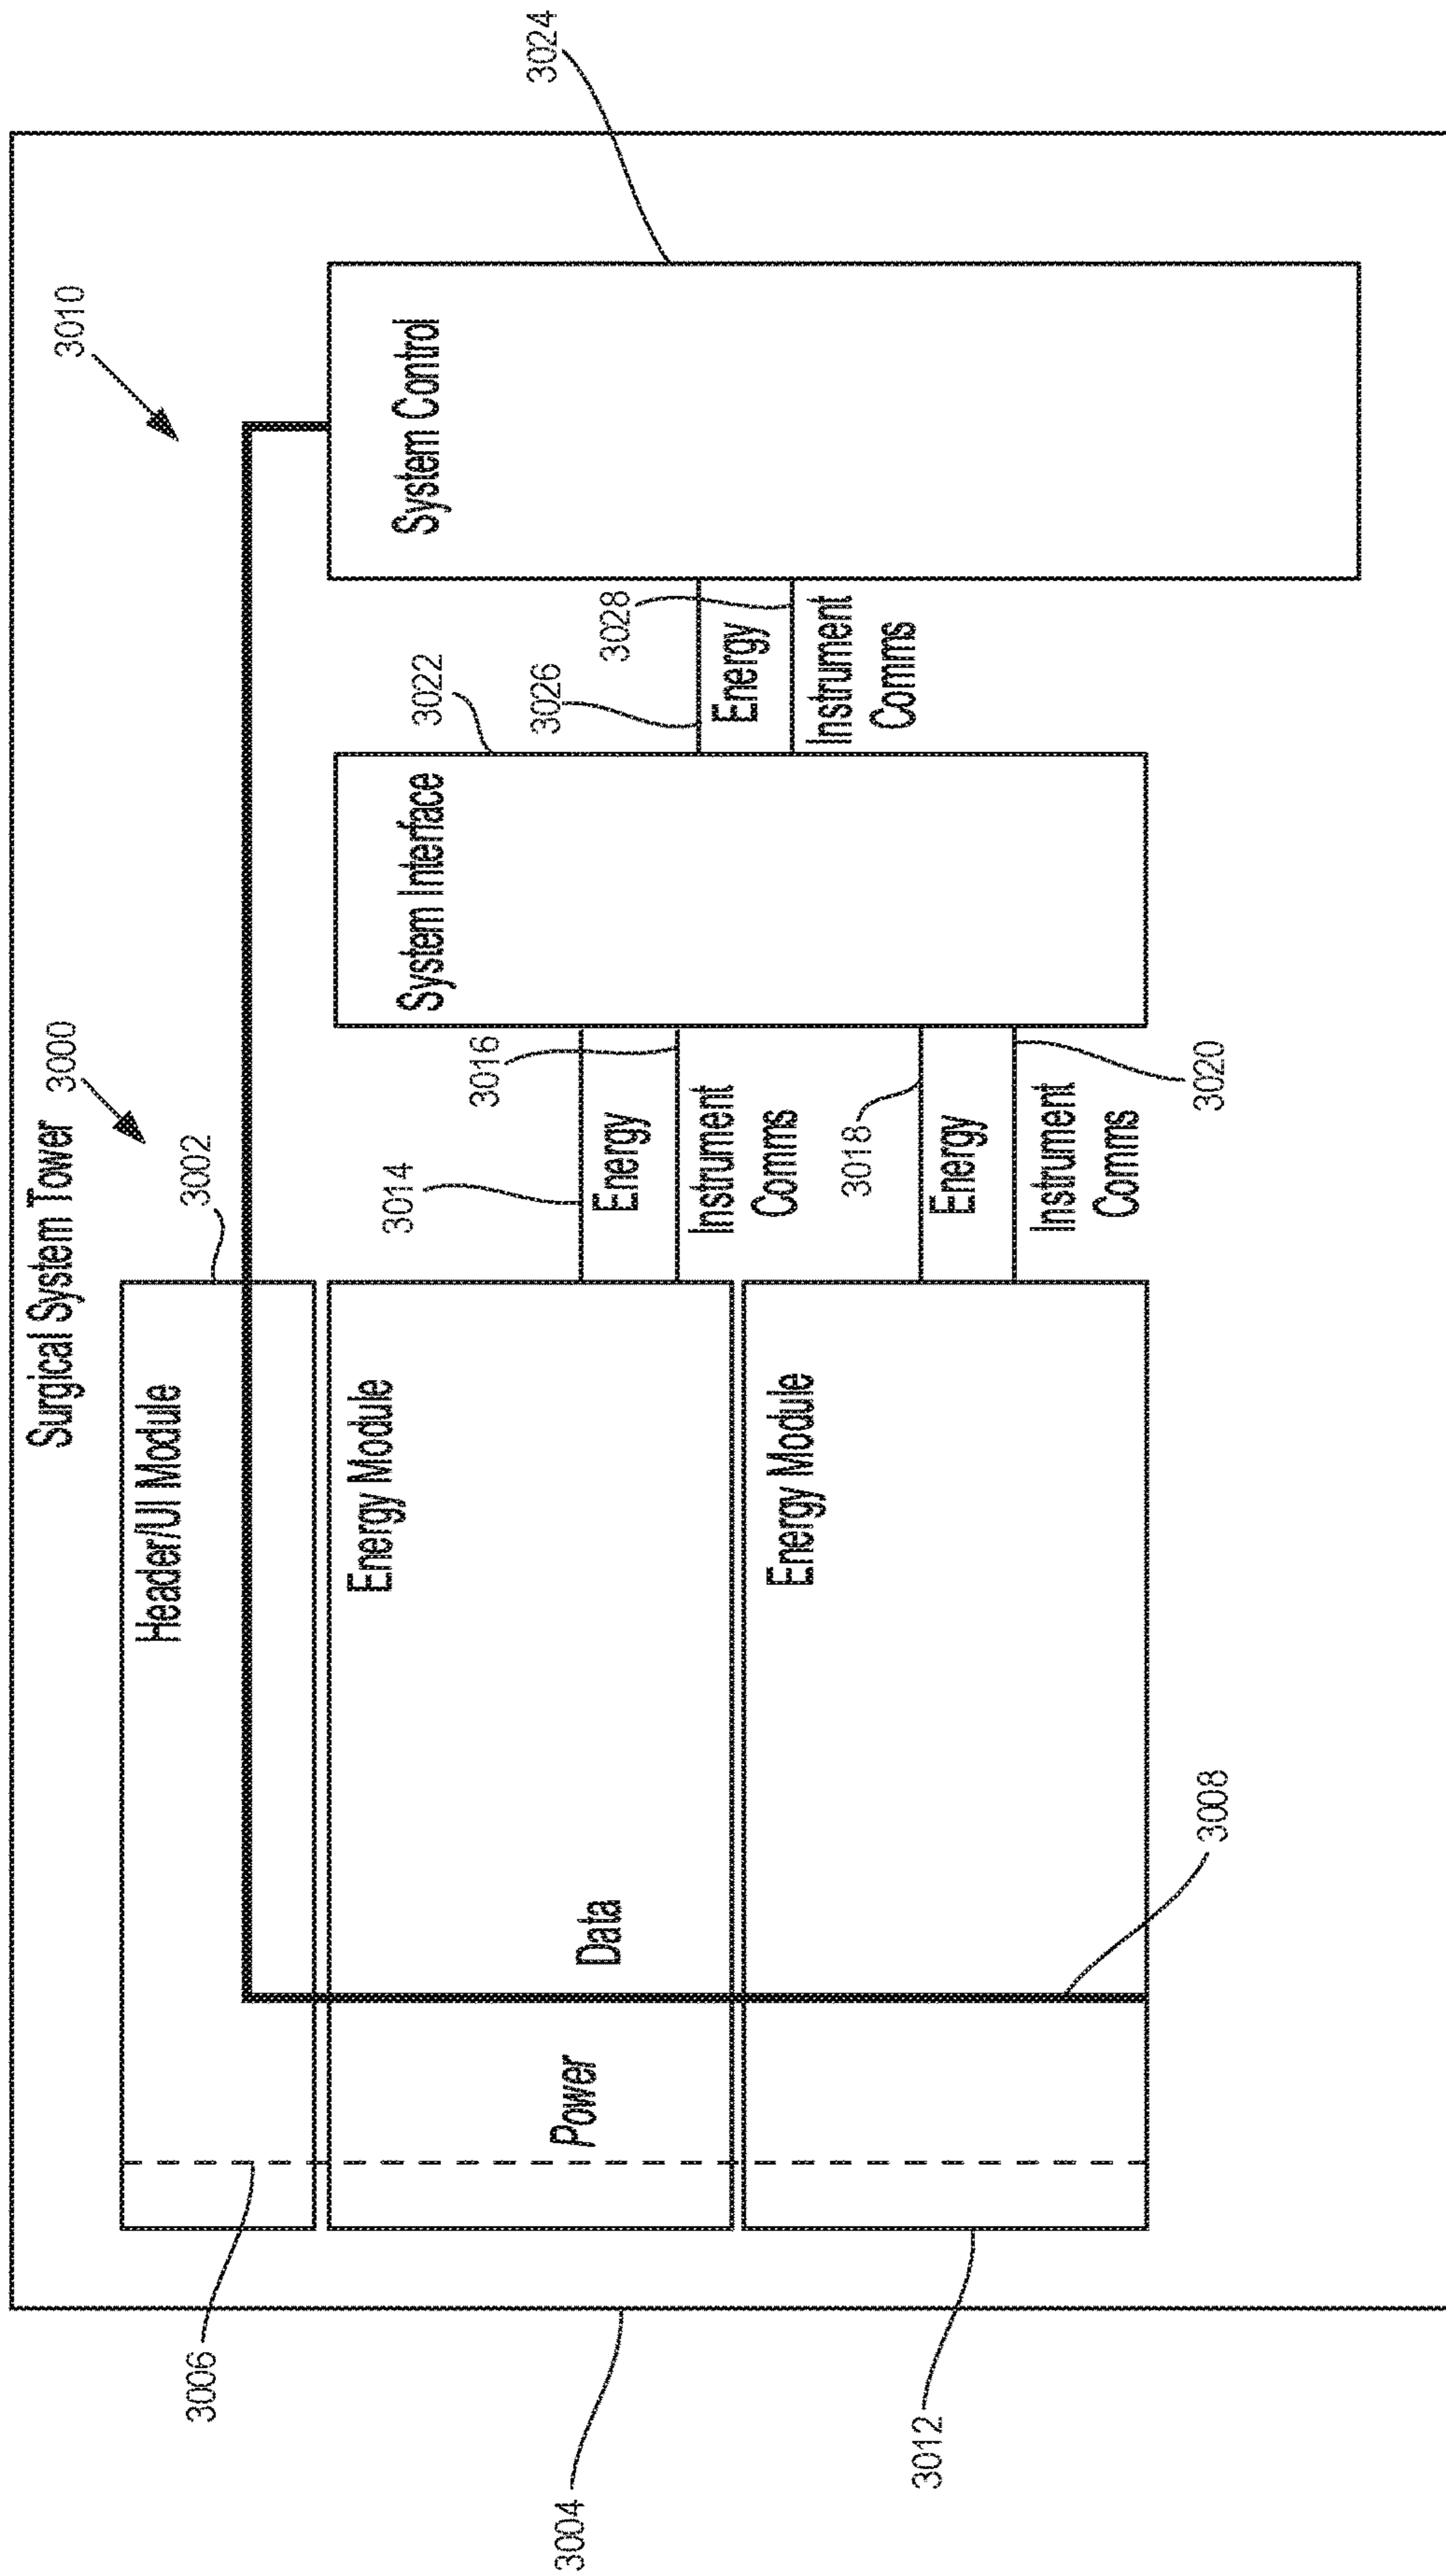 Surgical System Tower
3000
3010
3002
Header/UI Module
3006
3004
Energy Module
Power
Data
3014
Energy
3016
Instrument
Comms
System Interface
3022
3026
Energy
3028
Instrument
Comms
System Control
3024
Energy Module
3012
3008
3018
Energy
Instrument
Comms
3020